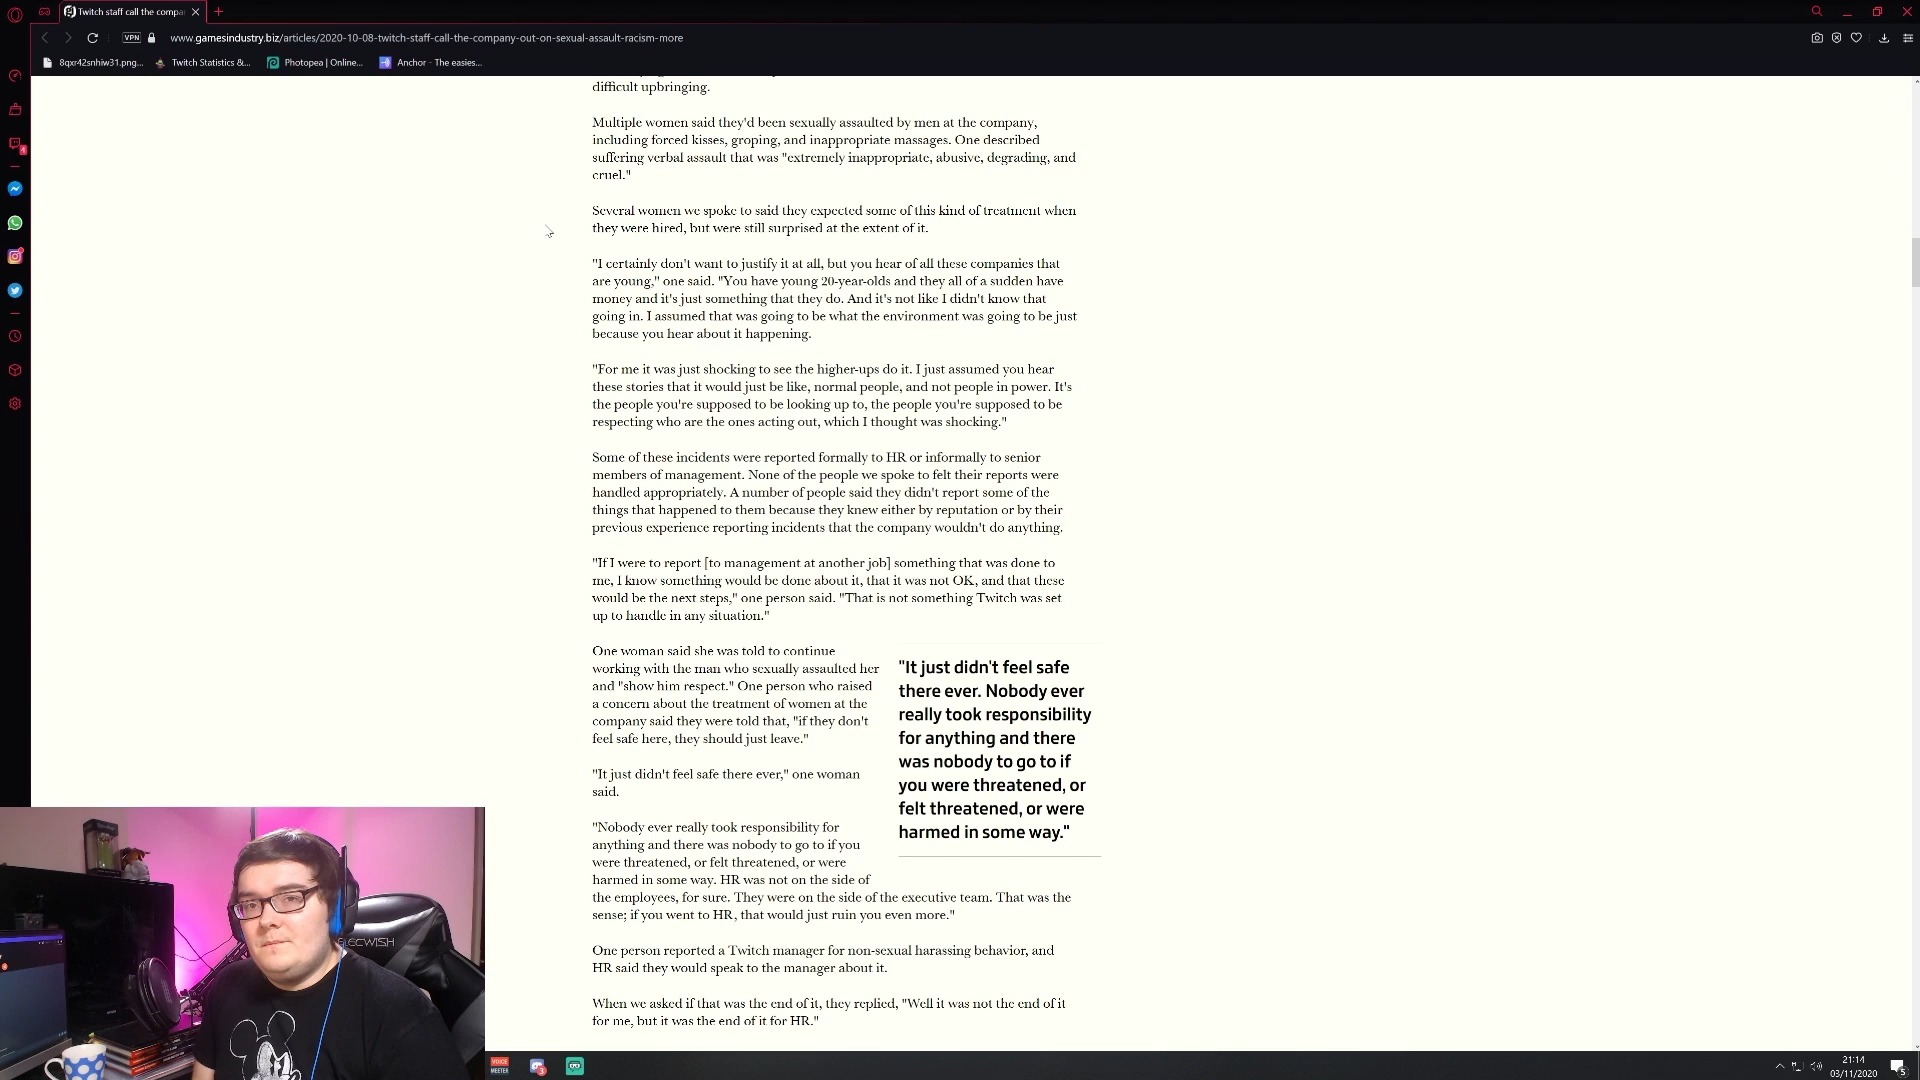 Twitch staff call the compa
VPN
www.gamesindustry.biz/articles/2020-10-08-twitch-staff-call-the-company-out-on-sexual-assault-racism-more
8qxr42snhiw31.png...
Twitch Statistics &...
Photopea | Online...
Anchor - The easies...
difficult upbringing.
Multiple women said they'd been sexually assaulted by men at the company,
including forced kisses, groping, and inappropriate massages. One described
suffering verbal assault that was "extremely inappropriate, abusive, degrading, and
cruel."
Several women we spoke to said they expected some of this kind of treatment when
they were hired, but were still surprised at the extent of it.
"I certainly don't want to justify it at all, but you hear of all these companies that
are young," one said. "You have young 20-year-olds and they all of a sudden have
money and it's just something that they do. And it's not like I didn't know that
going in. I assumed that was going to be what the environment was going to be just
because you hear about it happening.
"For me it was just shocking to see the higher-ups do it. I just assumed you hear
these stories that it would just be like, normal people, and not people in power. It's
the people you're supposed to be looking up to, the people you're supposed to be
respecting who are the ones acting out, which I thought was shocking."
Some of these incidents were reported formally to HR or informally to senior
members of management. None of the people we spoke to felt their reports were
handled appropriately. A number of people said they didn't report some of the
things that happened to them because they knew either by reputation or by their
previous experience reporting incidents that the company wouldn't do anything.
"If I were to report [to management at another job] something that was done to
me, I know something would be done about it, that it was not OK, and that these
would be the next steps," one person said. "That is not something Twitch was set
up to handle in any situation."
One woman said she was told to continue
working with the man who sexually assaulted her
and "show him respect." One person who raised
a concern about the treatment of women at the
company said they were told that, "if they don't
feel safe here, they should just leave."
"It just didn't feel safe there ever," one woman
said.
"Nobody ever really took responsibility for
anything and there was nobody to go to if you
were threatened, or felt threatened, or were
harmed in some way. HR was not on the side of
the employees, for sure. They were on the side of the executive team. That was the
sense; if you went to HR, that would just ruin you even more."
"It just didn't feel safe
there ever. Nobody ever
really took responsibility
for anything and there
was nobody to go to if
you were threatened, or
felt threatened, or were
harmed in some way."
One person reported a Twitch manager for non-sexual harassing behavior, and
HR said they would speak to the manager about it.
When we asked if that was the end of it, they replied, "Well it was not the end of it
for me, but it was the end of it for HR."
VOICE
MEETER
3
21:14
03/11/2020
5